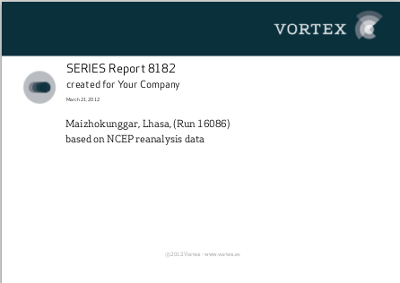 VORTEX
SERIES Report 8182
created for Your Company
March 21, 2012
Maizhokunggar, Lhasa, (Run 16086)
based on NCEP reanalysis data
©2012 Vortex · www.vortex.es